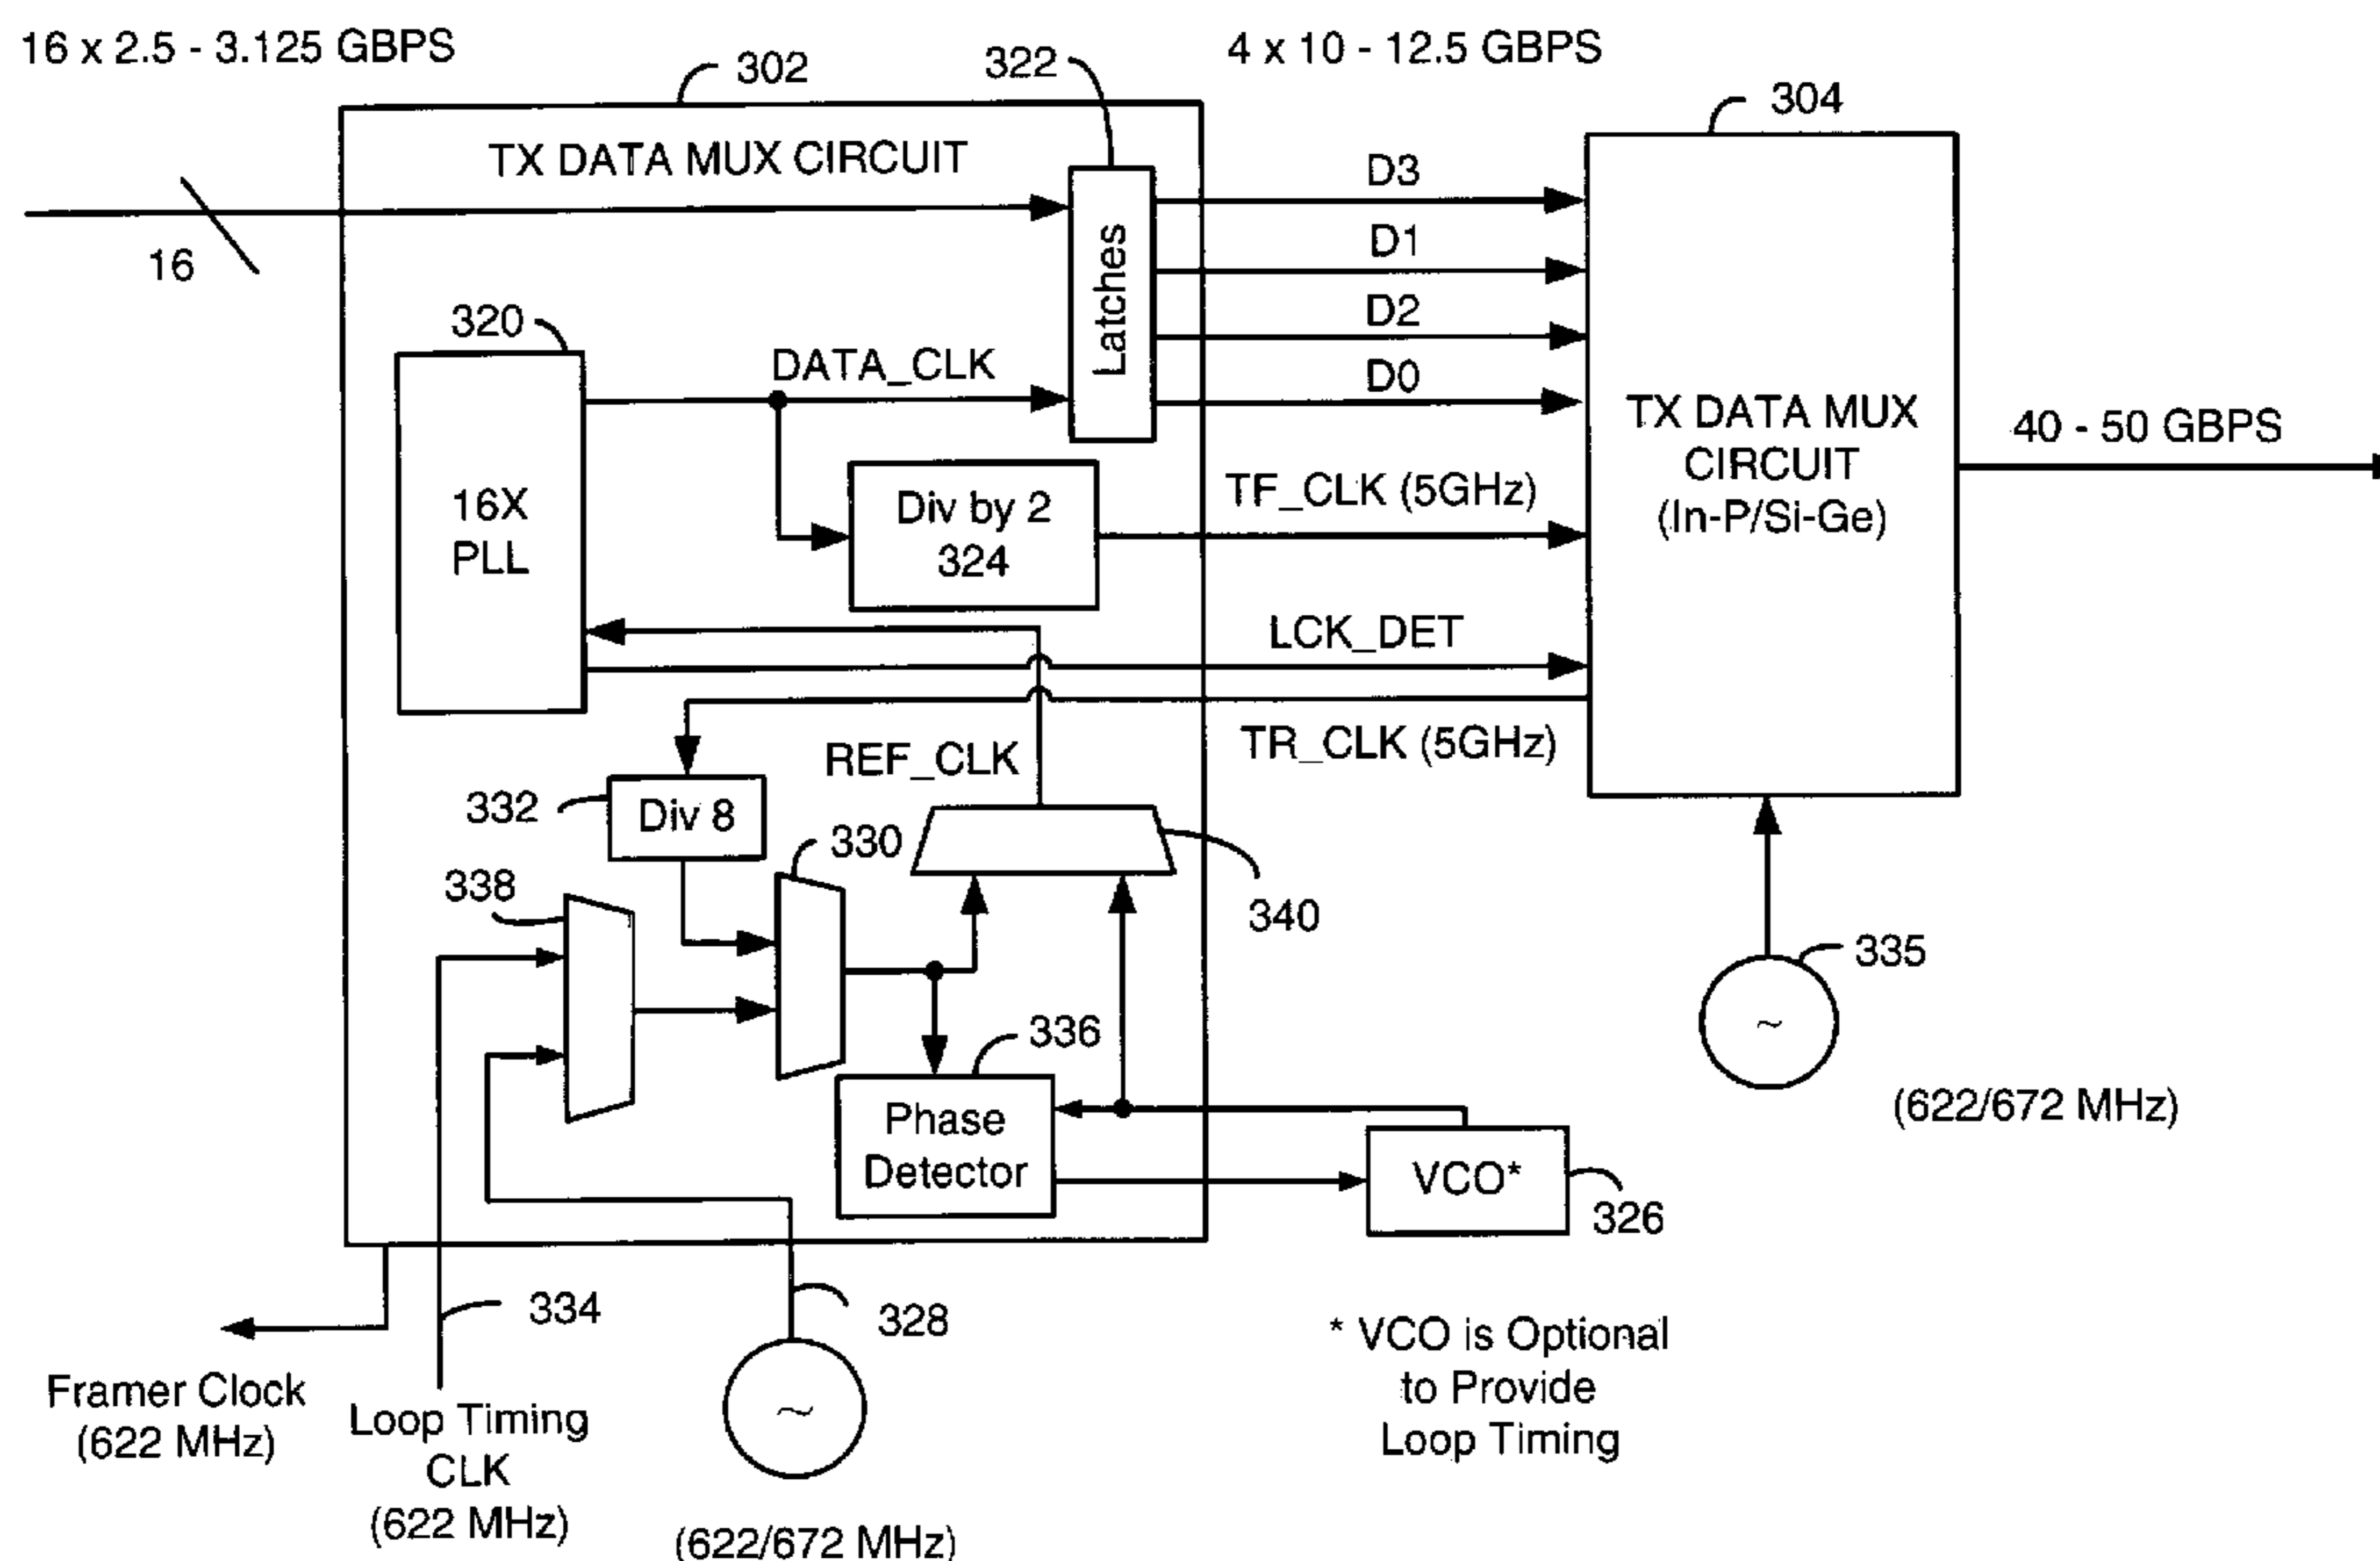 16 x 2.5 - 3.125 GBPS
302
322
4 x 10 - 12.5 GBPS
304
TX DATA MUX CIRCUIT
16
Latches
D3
D1
D2
D0
320
DATA_CLK
16X
PLL
Div by 2
324
TF_CLK (5GHz)
TX DATA MUX
CIRCUIT
(In-P/Si-Ge)
40 - 50 GBPS
LCK_DET
TR_CLK (5GHz)
REF_CLK
332
Div 8
330
338
340
335
~
(622/672 MHz)
336
Phase
Detector
VCO*
326
334
328
~
Framer Clock
(622 MHz)
Loop Timing
CLK
(622 MHz)
(622/672 MHz)
* VCO is Optional
to Provide
Loop Timing